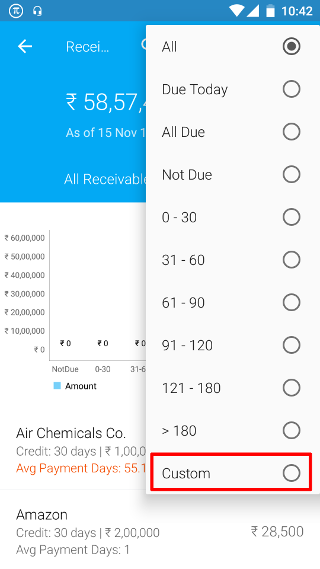 10:42
Recei...
₹ 58,57,4
As of 15 Nov 1
All Receivable
All
Due Today
All Due
Not Due
0 - 30
31 - 60
61 - 90
91 - 120
121 - 180
> 180
Custom
₹ 60,00,000
₹ 50,00,000
₹ 40,00,000
₹ 30,00,000
₹ 20,00,000
₹ 10,00,000
₹ 0
₹ 0
₹ 0
₹ 0
NotDue
0-30
31-6
Amount
Air Chemicals Co.
Credit: 30 days | ₹ 1,00,0
Avg Payment Days: 55.1
Amazon
Credit: 30 days | ₹ 2,00,000
₹ 28,500
Avg Payment Days: 1